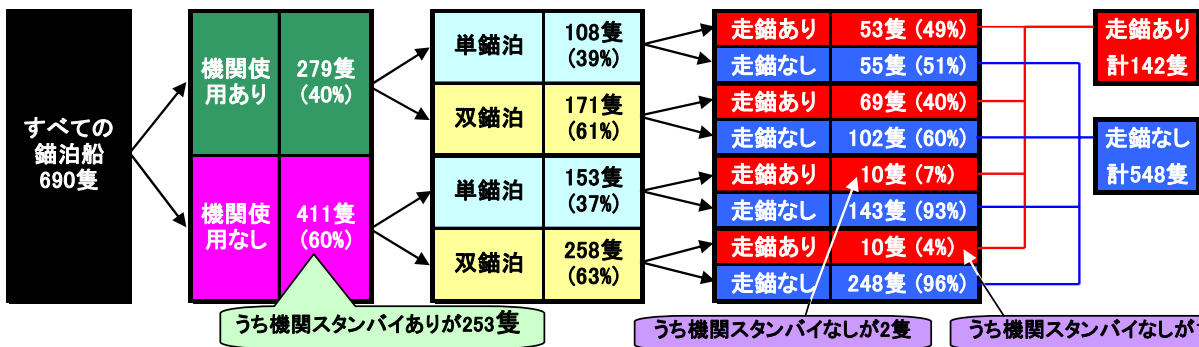 すべての
錨泊船
690隻
機関使
用あり
279隻
(40%)
機関使
用なし
411隻
(60%)
単錨泊
108隻
(39%)
双錨泊
171隻
(61%)
単錨泊
153隻
(37%)
双錨泊
258隻
(63%)
走錨あり 53隻 (49%)
走錨なし 55隻 (51%)
走錨あり 69隻 (40%)
走錨なし 102隻 (60%)
走錨あり 10隻 (7%)
走錨なし 143隻 (93%)
走錨あり 10隻 (4%)
走錨なし 248隻 (96%)
走錨あり
計142隻
走錨なし
計548隻
うち機関スタンバイありが253隻
うち機関スタンバイなしが2隻
うち機関スタンバイなしが